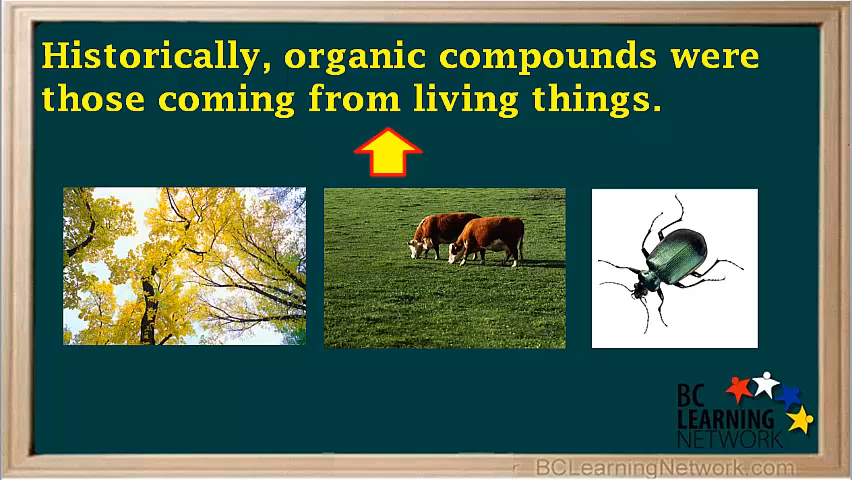 Historically, organic compounds were
those coming from living things.
BC
LEARNING
NETWORK
BCLearningNetwork.com